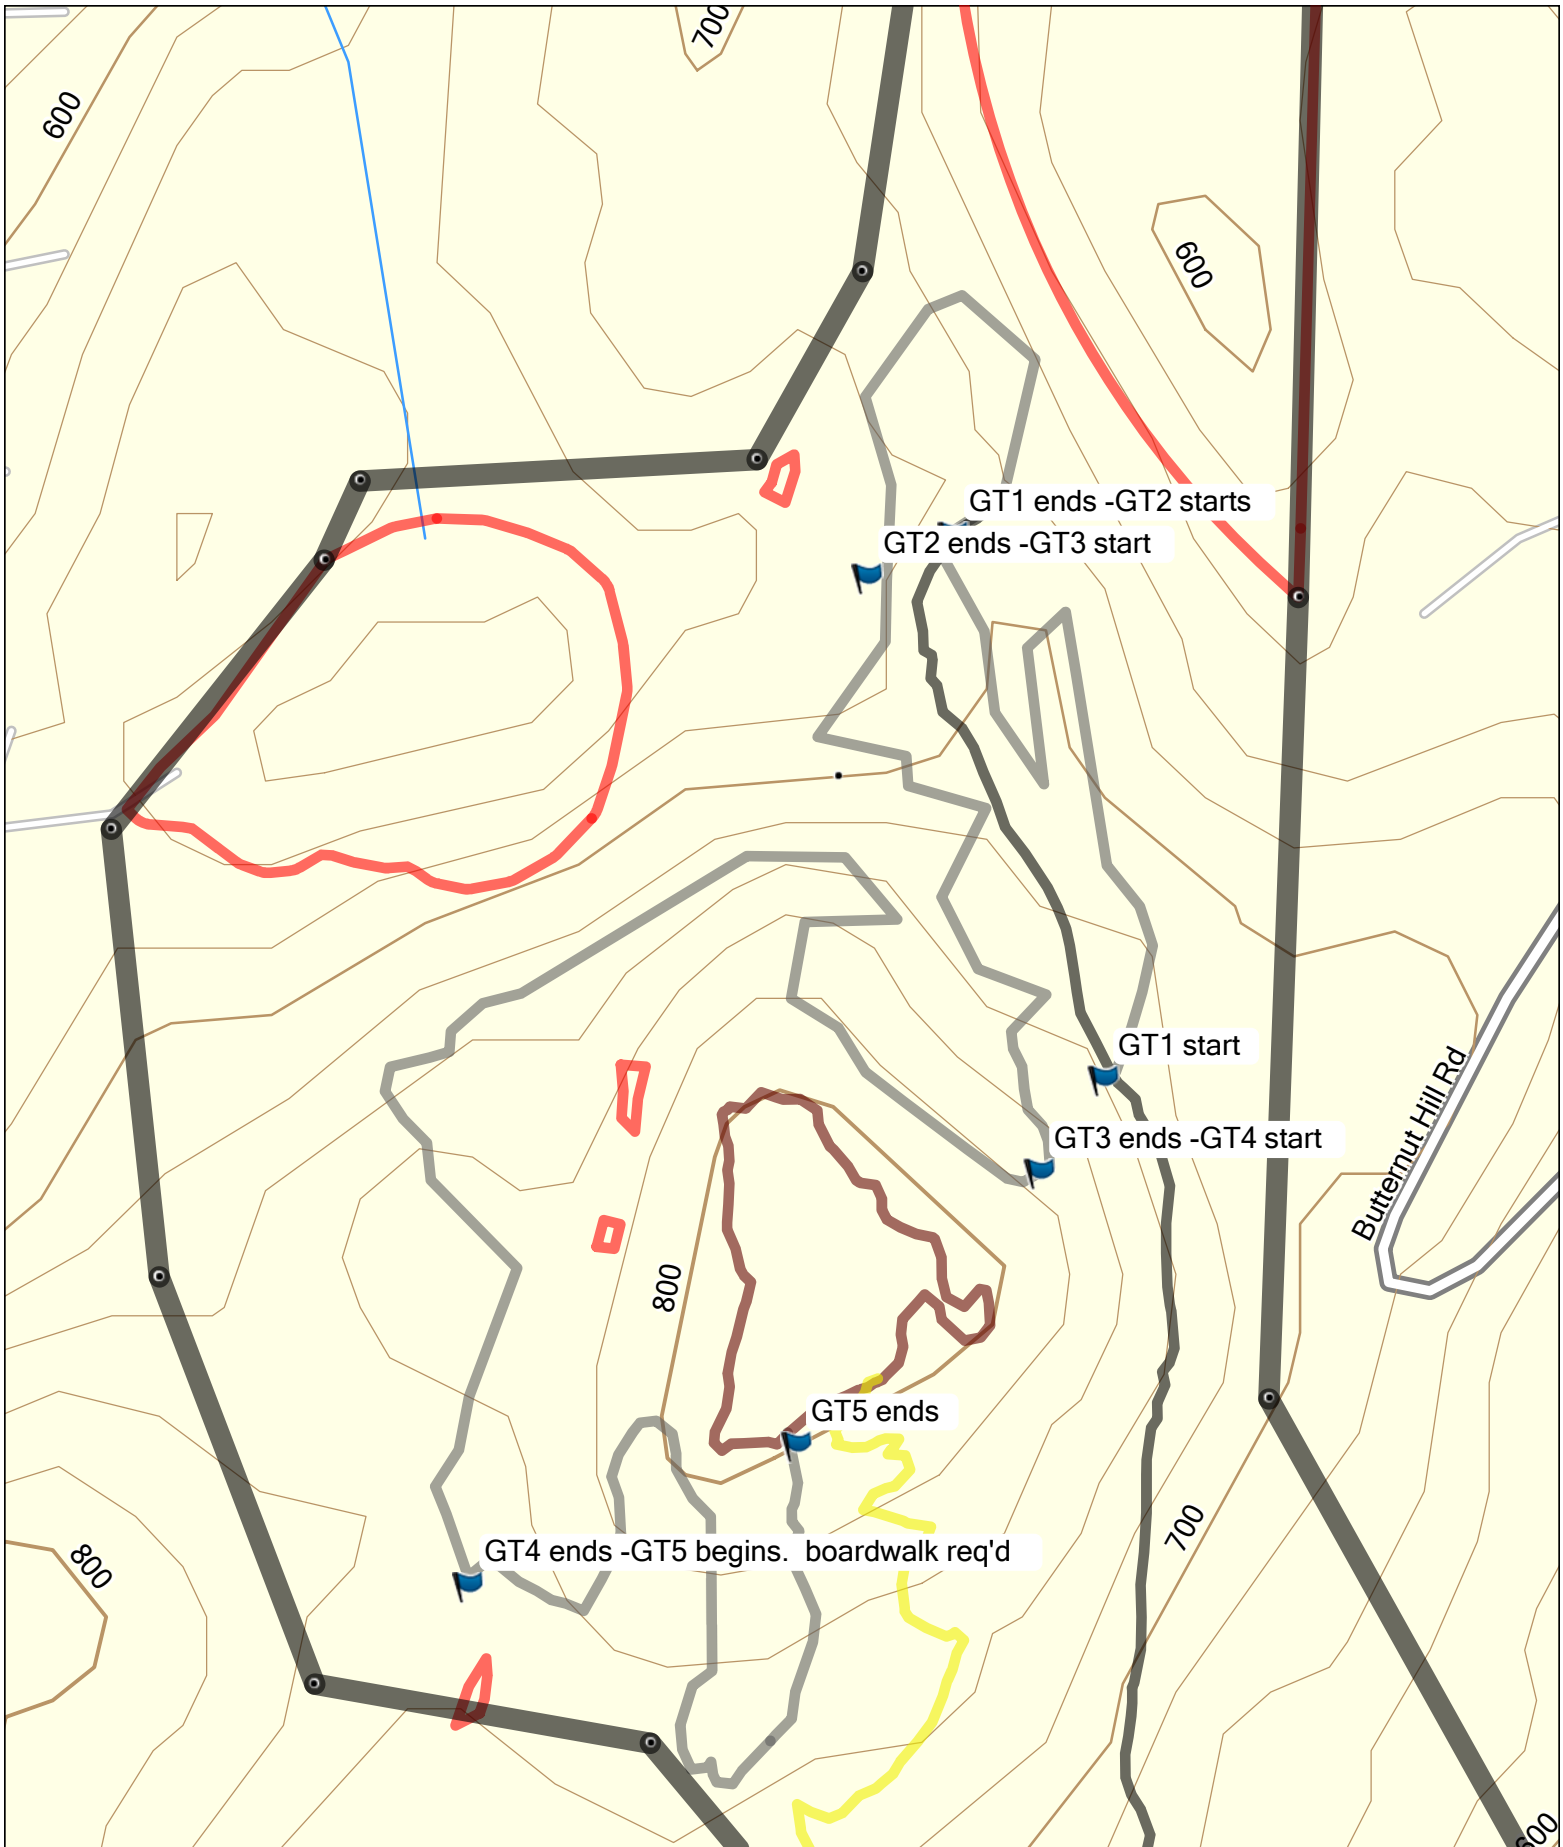 700
600
600
GT1 ends -GT2 starts
GT2 ends -GT3 start
GT1 start
GT3 ends -GT4 start
Butternut Hill Rd
800
GT5 ends
700
GT4 ends -GT5 begins.  boardwalk req'd
800
600